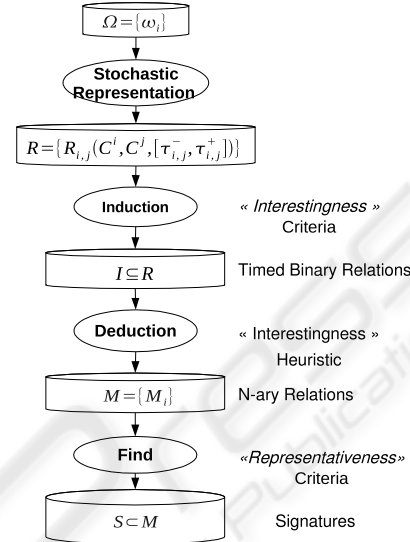 Ω={ω_i}
Stochastic
Representation
R={R_{i,j}(C^i,C^j,[τ^-_{i,j},τ^+_{i,j}])}
Induction
« Interestingness »
Criteria
I⊆R
Timed Binary Relations
Deduction
« Interestingness »
Heuristic
M={M_i}
N-ary Relations
Find
«Representativeness»
Criteria
S⊂M
Signatures